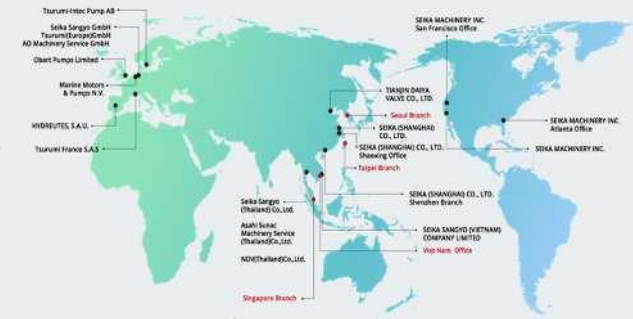 Tsurumi-Intec Pump AB
Seika Sangyo GmbH
Tsurumi(Europe)GmbH
AO Machinery Service GmbH
Obart Pumps Limited
Marine Motors
& Pumps N.V.
HYDREUTES, S.A.U.
Tsurumi France S.A.S
SEIKA MACHINERY INC.
San Francisco Office
TIANJIN DAIYA
VALVE CO., LTD.
Seoul Branch
SEIKA (SHANGHAI)
CO., LTD.
SEIKA (SHANGHAI) CO., LTD.
Shaoxing Office
Taipei Branch
SEIKA MACHINERY INC.
Atlanta Office
SEIKA MACHINERY INC.
SEIKA (SHANGHAI) CO., LTD.
Shenzhen Branch
Seika Sangyo
(Thailand) Co.,Ltd.
Asahi Sunac
Machinery Service
(Thailand)Co.,Ltd.
NDV(Thailand)Co.,Ltd.
SEIKA SANGYO (VIETNAM)
COMPANY LIMITED
Viet Nam Office
Singapore Branch